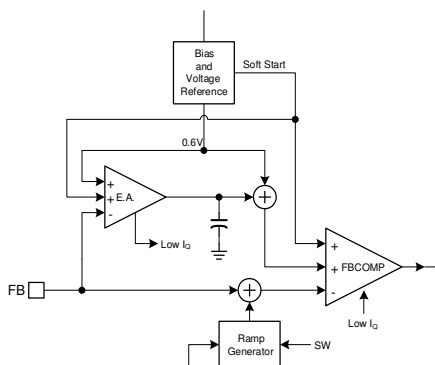 Bias
and
Voltage
Reference
Soft Start
0.6V
+
+ E.A.
-
+
Low IQ
+
+ FBCOMP
-
FB
+
Low IQ
Ramp
Generator
SW